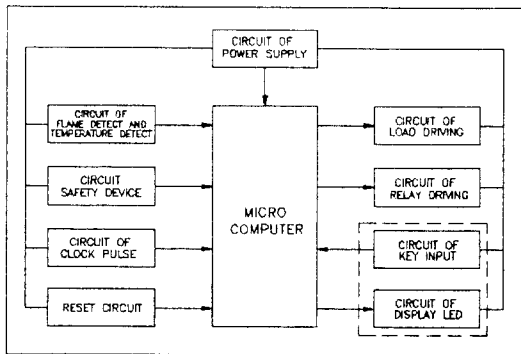 CIRCUIT OF
POWER SUPPLY
CIRCUIT OF
FLAME DETECT AND
TEMPERATURE DETECT
CIRCUIT
SAFETY DEVICE
CIRCUIT OF
CLOCK PULSE
RESET CIRCUIT
MICRO
COMPUTER
CIRCUIT OF
LOAD DRIVING
CIRCUIT OF
RELAY DRIVING
CIRCUIT OF
KEY INPUT
CIRCUIT OF
DISPLAY LED